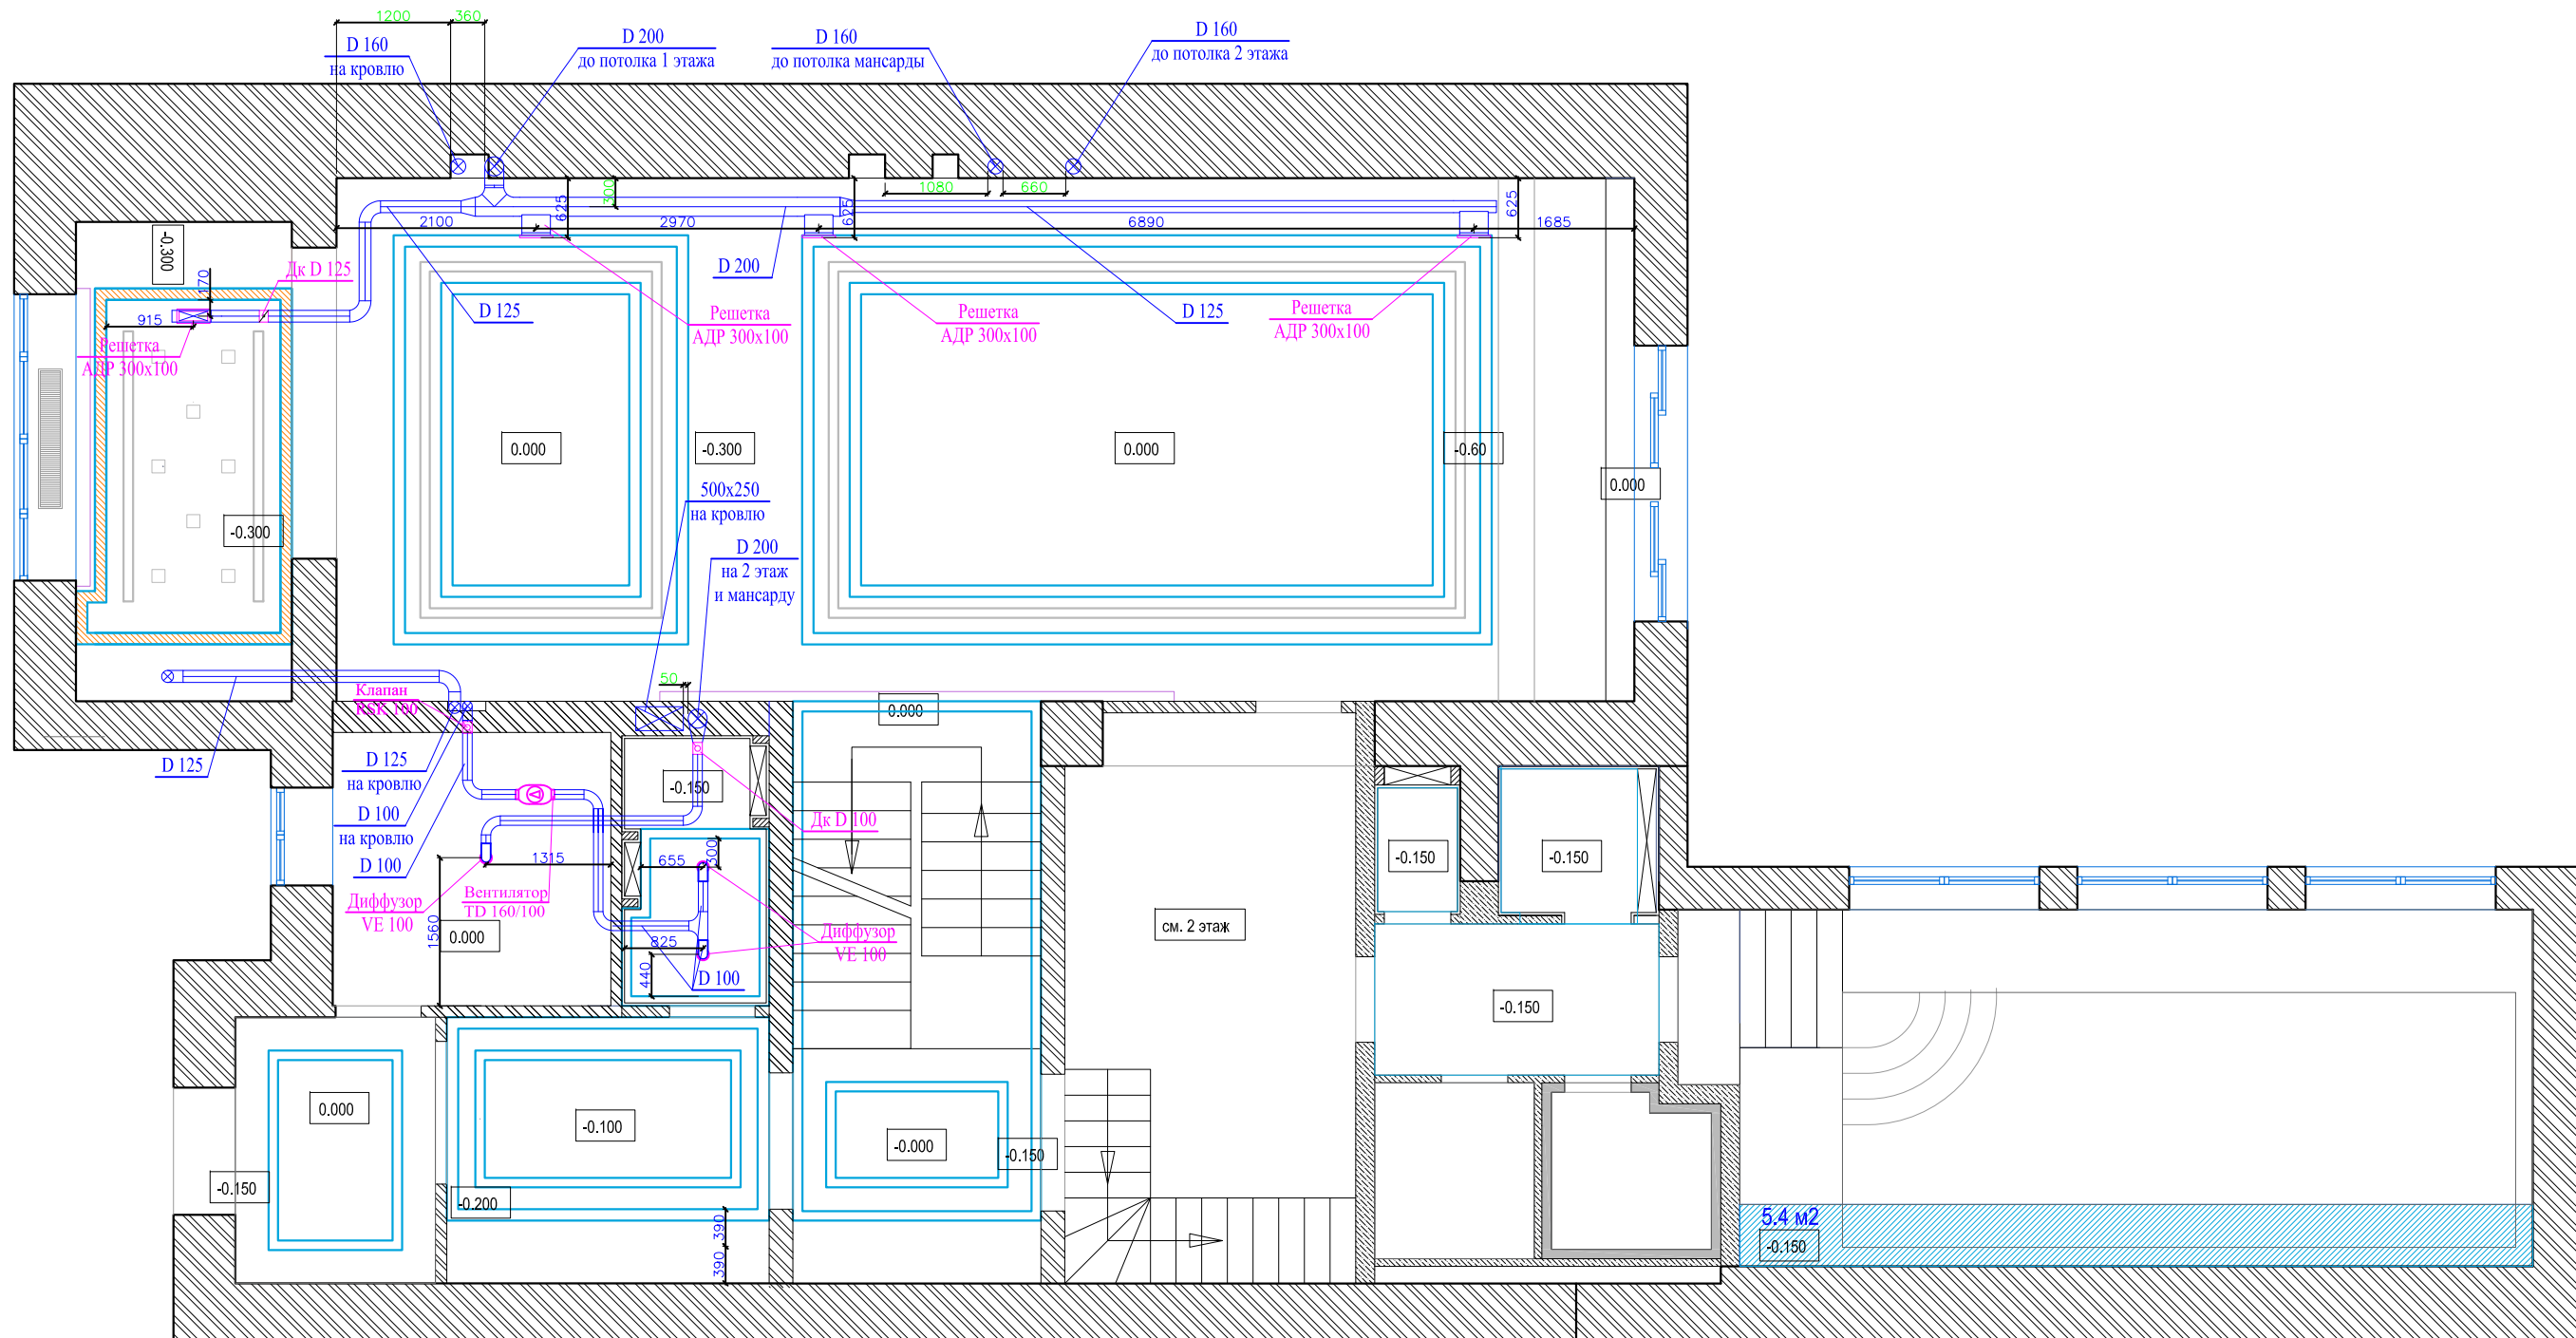 1200
360
D 160
на кровлю
D 200
до потолка 1 этажа
D 160
до потолка мансарды
D 160
до потолка 2 этажа
300
625
625
1080
660
625
2100
2970
6890
1685
-0.300
170
Дк D 125
915
Решетка
АДР 300х100
D 125
D 200
Решетка
АДР 300х100
Решетка
АДР 300х100
D 125
Решетка
АДР 300х100
0.000
-0.300
0.000
-0.60
0.000
-0.300
500х250
на кровлю
D 200
на 2 этаж
и мансарду
50
Клапан
RSK 100
0.000
D 125
D 125
на кровлю
D 100
на кровлю
D 100
-0.150
Дк D 100
1315
655
300
Диффузор
VE 100
Вентилятор
TD 160/100
1560
0.000
825
440
Диффузор
VE 100
D 100
см. 2 этаж
-0.150
-0.150
-0.150
0.000
-0.100
-0.000
-0.150
-0.150
-0.200
390
390
5.4 м2
-0.150